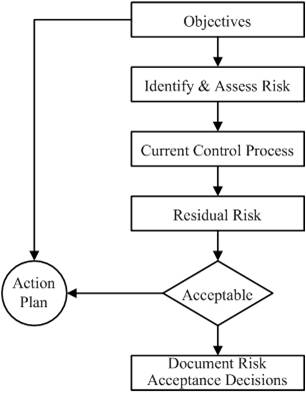 Objectives
Identify & Assess Risk
Current Control Process
Residual Risk
Action
Plan
Acceptable
Document Risk
Acceptance Decisions